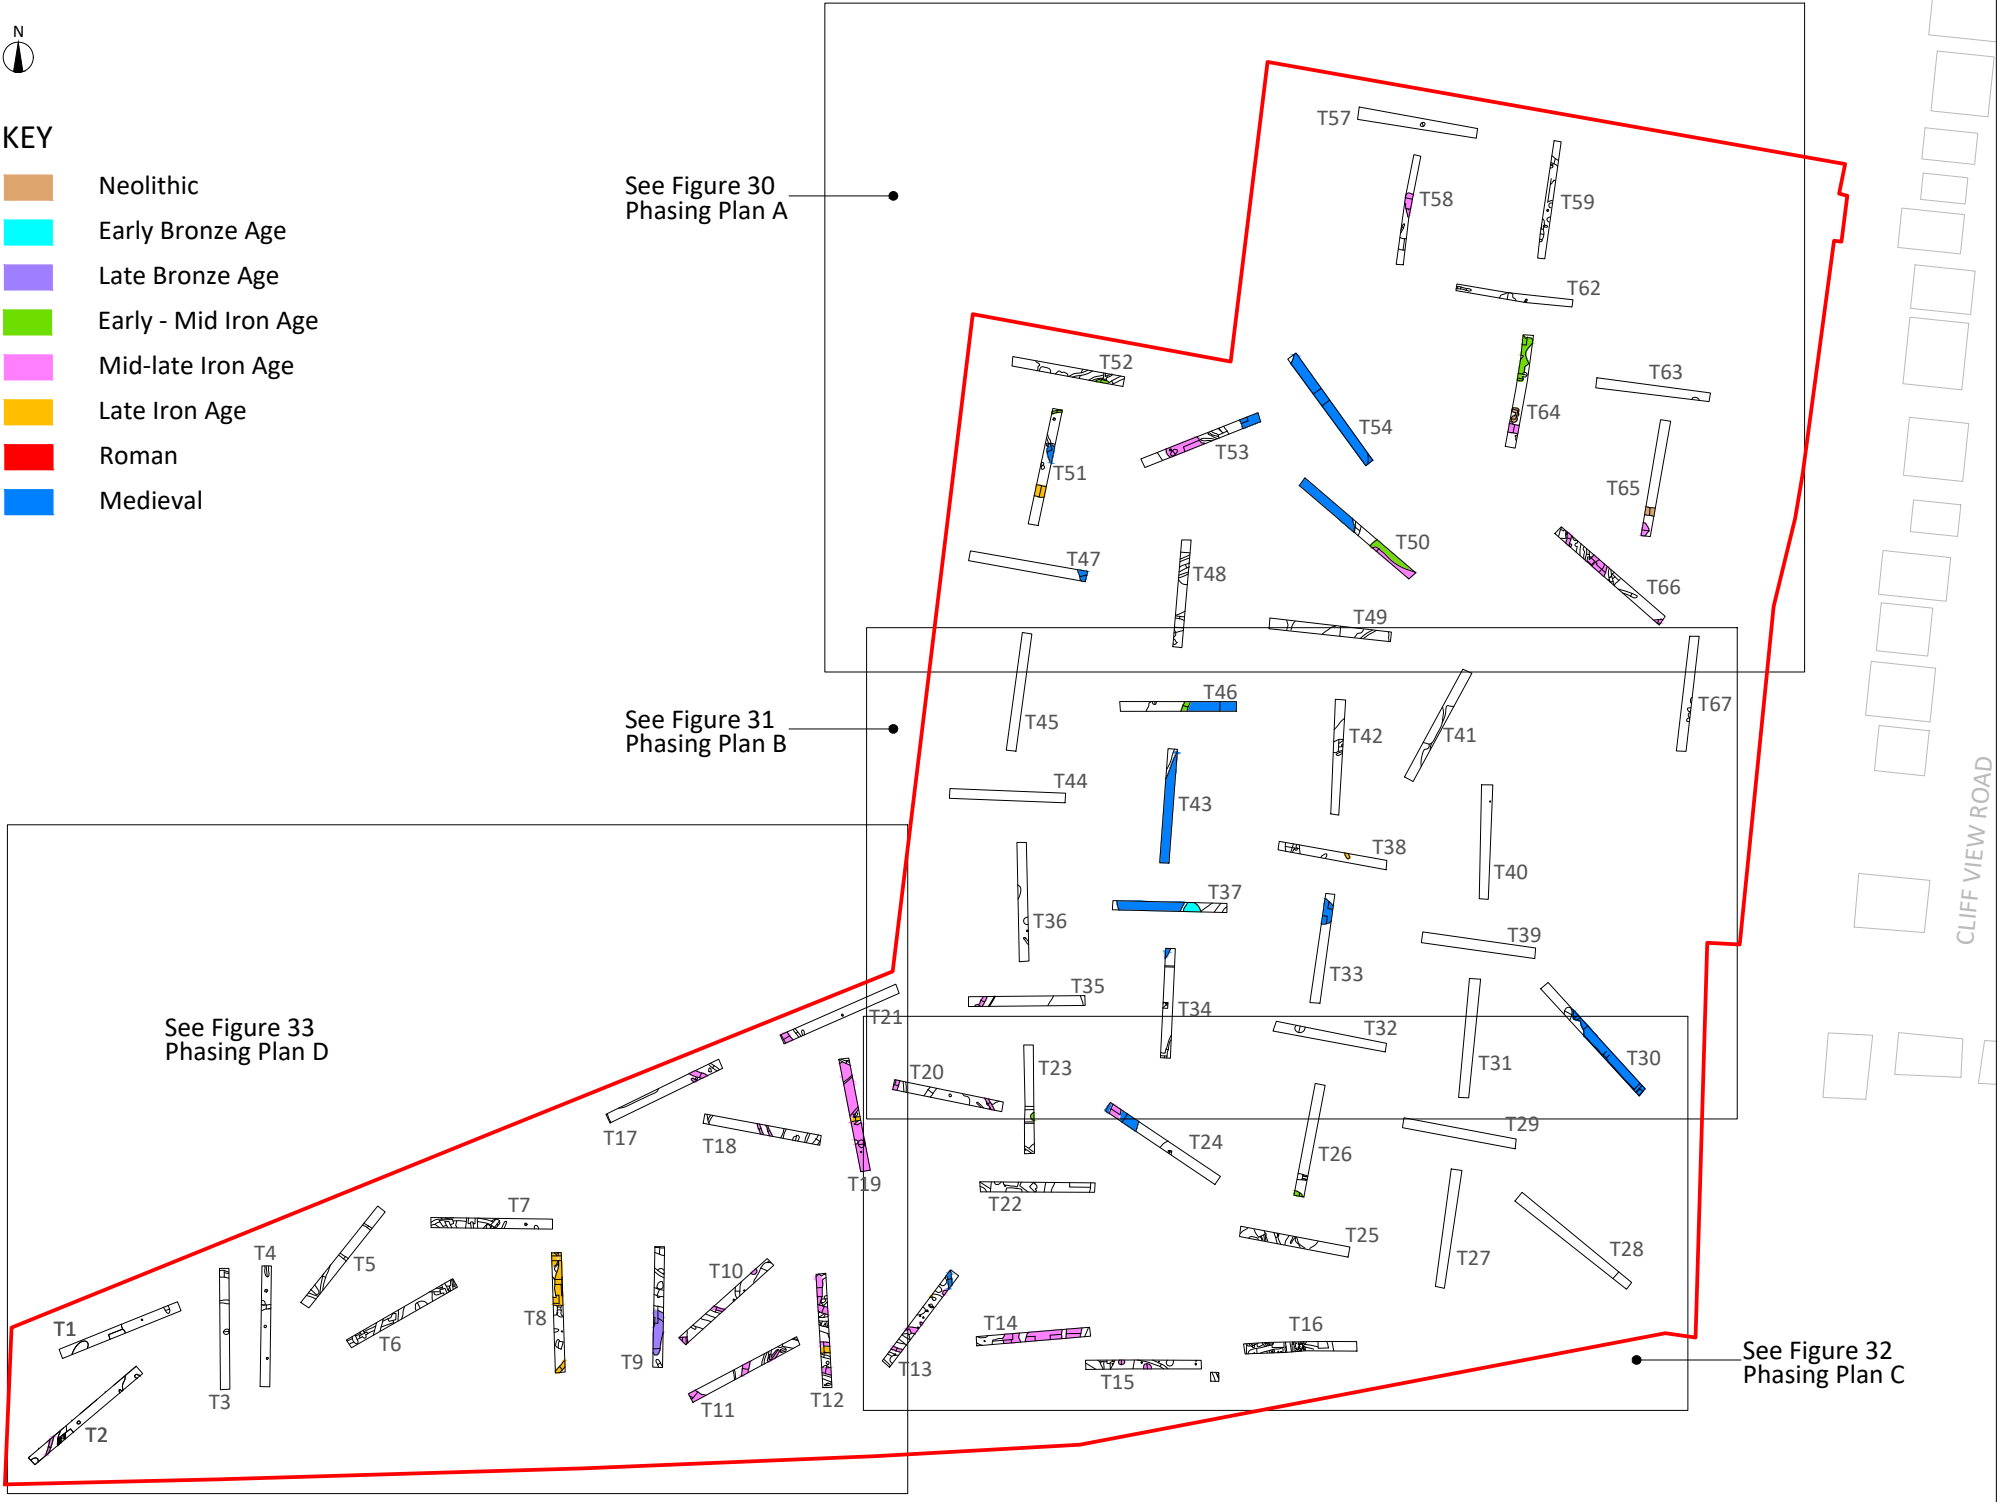 N
KEY
Neolithic
Early Bronze Age
Late Bronze Age
Early - Mid Iron Age
Mid-late Iron Age
Late Iron Age
Roman
Medieval
See Figure 30
Phasing Plan A
See Figure 31
Phasing Plan B
See Figure 33
Phasing Plan D
See Figure 32
Phasing Plan C
CLIFF VIEW ROAD
T57
T58
T59
T62
T52
T63
T64
T54
T53
T51
T65
T50
T47
T48
T66
T49
T46
T45
T42
T41
T67
T44
T43
T38
T40
T37
T36
T39
T33
T35
T34
T21
T32
T31
T30
T20
T23
T17
T18
T29
T24
T26
T19
T22
T7
T25
T27
T28
T4
T5
T10
T8
T1
T6
T9
T14
T16
T13
T15
T3
T11
T12
T2